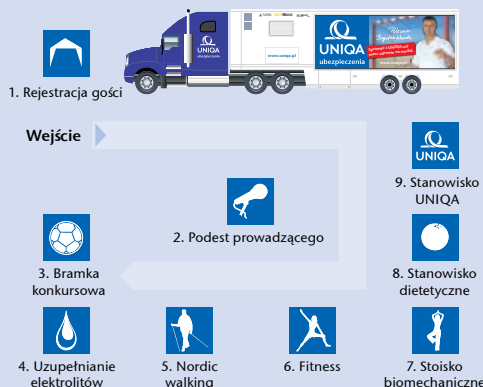 UNIQA
ubezpieczenia
www.uniqa.pl
UNIQA
ubezpieczenia
1. Rejestracja gości
Wejście
UNIQA
9. Stanowisko
UNIQA
2. Podest prowadzącego
3. Bramka
konkursowa
8. Stanowisko
dietetyczne
4. Uzupełnianie
elektrolitów
5. Nordic
walking
6. Fitness
7. Stoisko
biomechaniczne